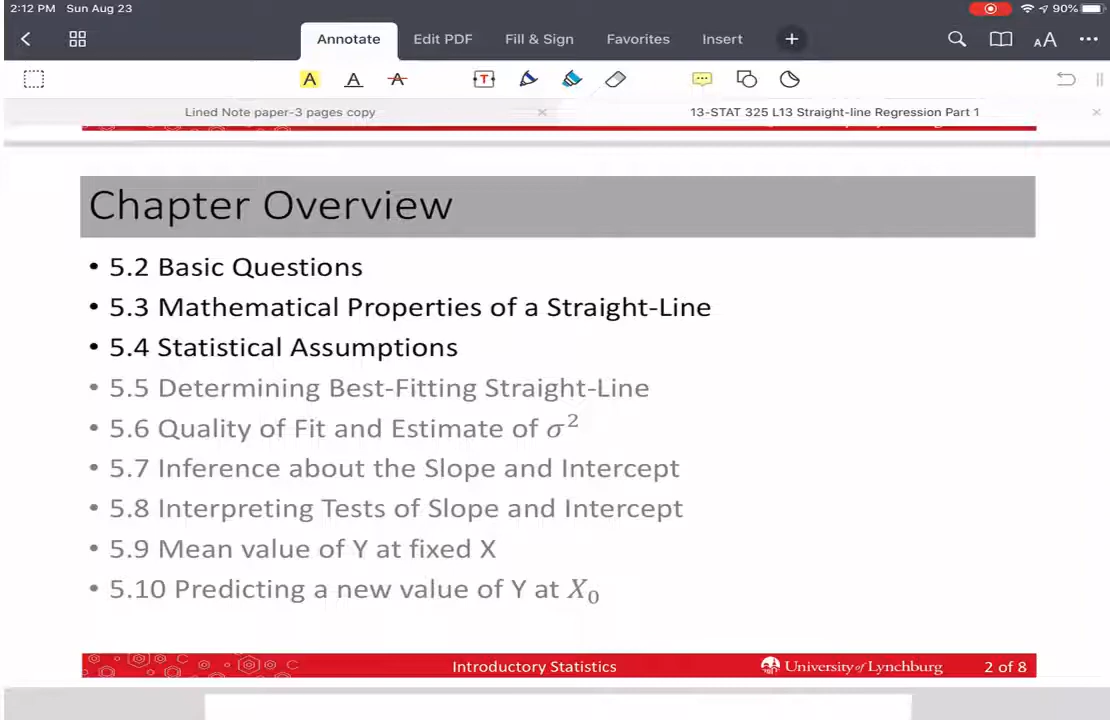 2:12 PM Sun Aug 23 90%
Annotate Edit PDF Fill & Sign Favorites Insert + AA
A A A T
Lined Note paper-3 pages copy × 13-STAT 325 L13 Straight-line Regression Part 1 ×
Chapter Overview
• 5.2 Basic Questions
• 5.3 Mathematical Properties of a Straight-Line
• 5.4 Statistical Assumptions
• 5.5 Determining Best-Fitting Straight-Line
• 5.6 Quality of Fit and Estimate of σ²
• 5.7 Inference about the Slope and Intercept
• 5.8 Interpreting Tests of Slope and Intercept
• 5.9 Mean value of Y at fixed X
• 5.10 Predicting a new value of Y at X₀
Introductory Statistics University of Lynchburg 2 of 8